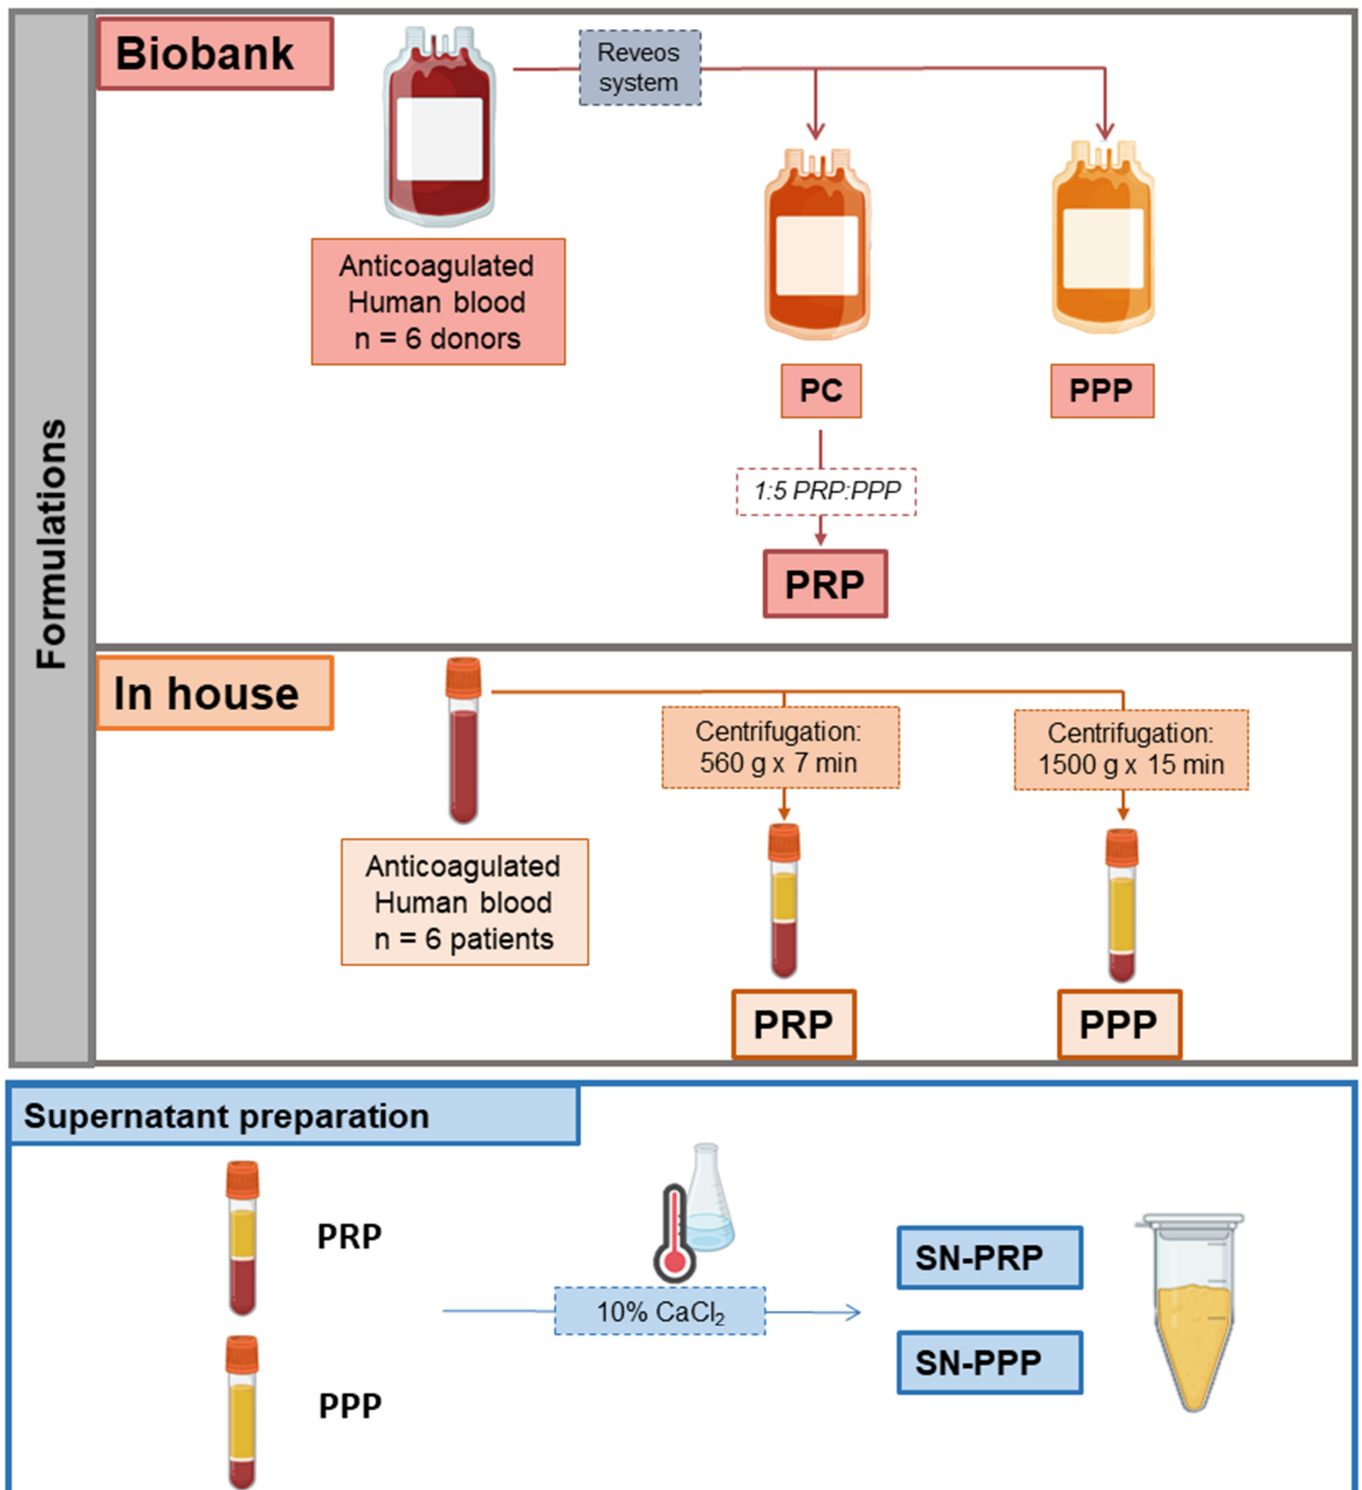 Formulations
Biobank
Reveos
system
Anticoagulated
Human blood
n = 6 donors
PC
PPP
1:5 PRP:PPP
PRP
In house
Centrifugation:
560 g x 7 min
Centrifugation:
1500 g x 15 min
Anticoagulated
Human blood
n = 6 patients
PRP
PPP
Supernatant preparation
PRP
10% CaCl₂
SN-PRP
SN-PPP
PPP